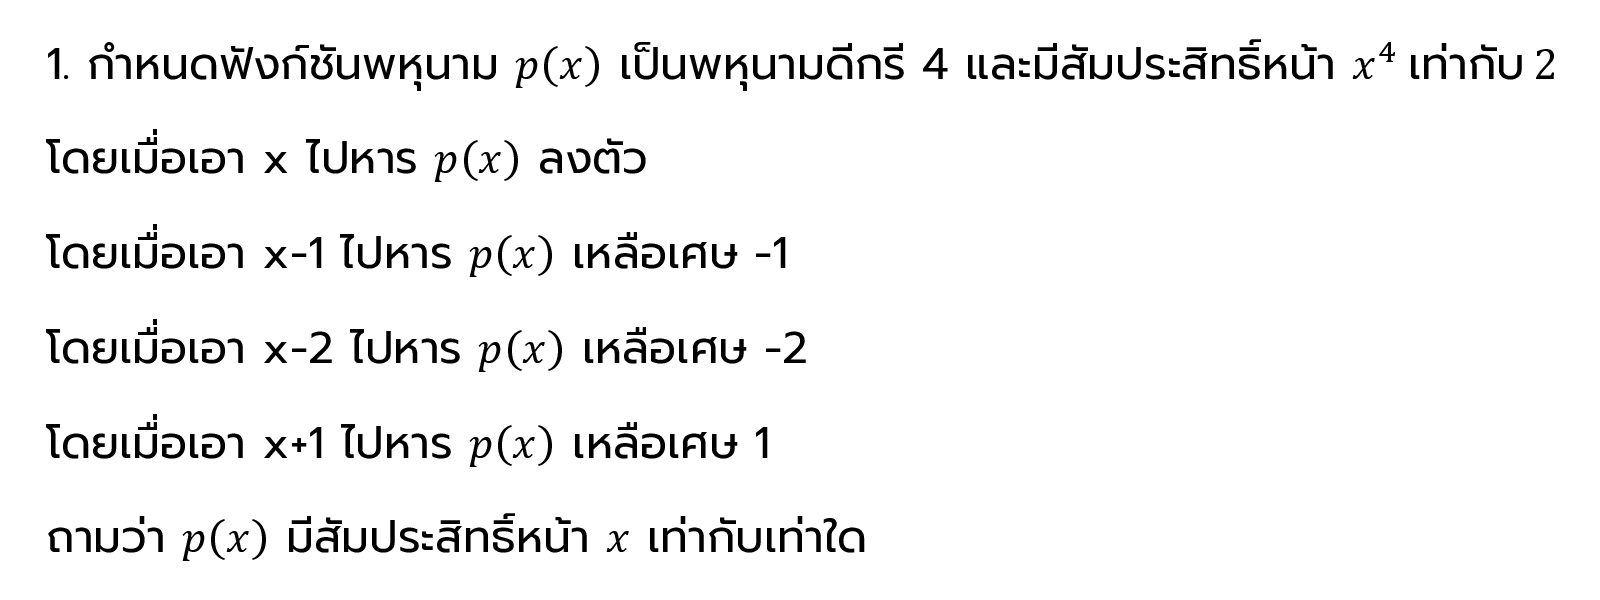 1. กำหนดฟังก์ชันพหุนาม p(x) เป็นพหุนามดีกรี 4 และมีสัมประสิทธิ์หน้า x⁴ เท่ากับ 2
โดยเมื่อเอา x ไปหาร p(x) ลงตัว
โดยเมื่อเอา x-1 ไปหาร p(x) เหลือเศษ -1
โดยเมื่อเอา x-2 ไปหาร p(x) เหลือเศษ -2
โดยเมื่อเอา x+1 ไปหาร p(x) เหลือเศษ 1
ถามว่า p(x) มีสัมประสิทธิ์หน้า x เท่ากับเท่าใด